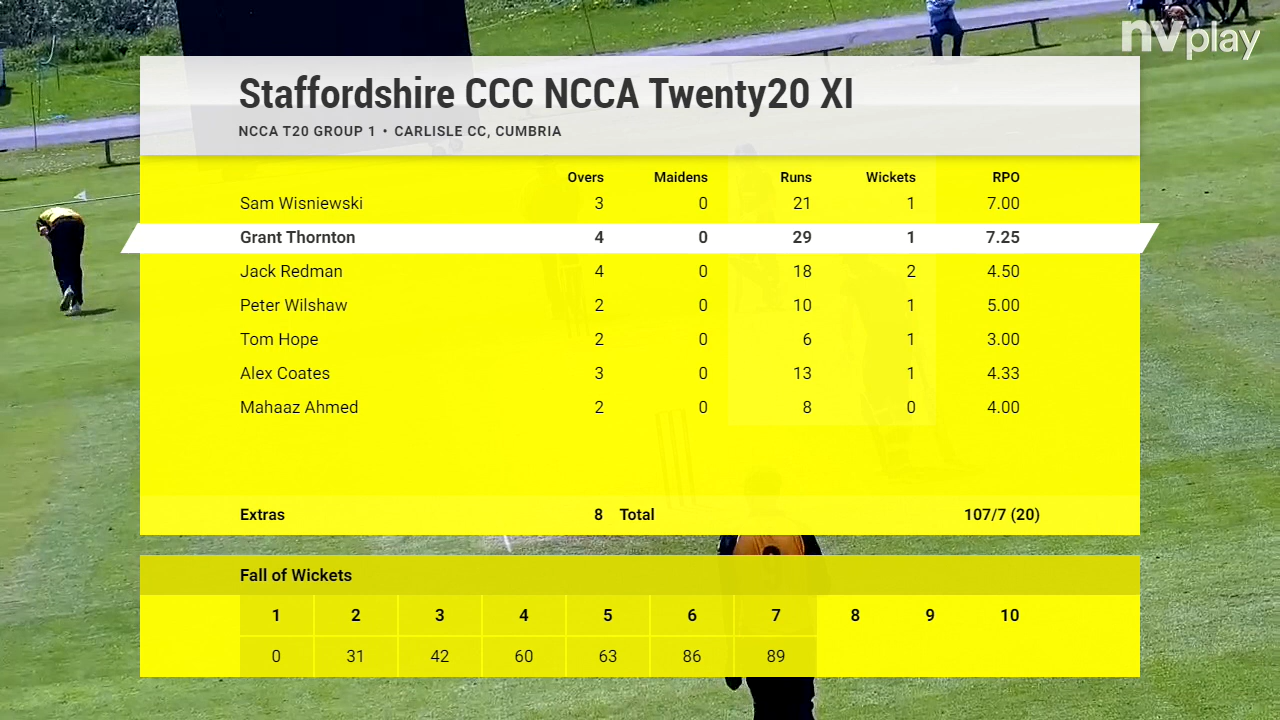 nvplay
Staffordshire CCC NCCA Twenty20 XI
NCCA T20 GROUP 1 • CARLISLE CC, CUMBRIA
Overs Maidens Runs Wickets RPO
Sam Wisniewski 3 0 21 1 7.00
Grant Thornton 4 0 29 1 7.25
Jack Redman 4 0 18 2 4.50
Peter Wilshaw 2 0 10 1 5.00
Tom Hope 2 0 6 1 3.00
Alex Coates 3 0 13 1 4.33
Mahaaz Ahmed 2 0 8 0 4.00
Extras 8 Total 107/7 (20)
9
Fall of Wickets
1 2 3 4 5 6 7 8 9 10
0 31 42 60 63 86 89